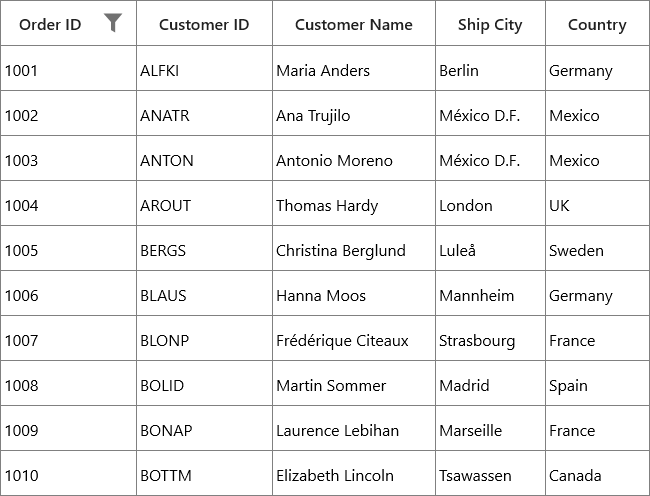 Order ID Customer ID Customer Name Ship City Country
1001 ALFKI Maria Anders Berlin Germany
1002 ANATR Ana Trujilo México D.F. Mexico
1003 ANTON Antonio Moreno México D.F. Mexico
1004 AROUT Thomas Hardy London UK
1005 BERGS Christina Berglund Luleå Sweden
1006 BLAUS Hanna Moos Mannheim Germany
1007 BLONP Frédérique Citeaux Strasbourg France
1008 BOLID Martin Sommer Madrid Spain
1009 BONAP Laurence Lebihan Marseille France
1010 BOTTM Elizabeth Lincoln Tsawassen Canada